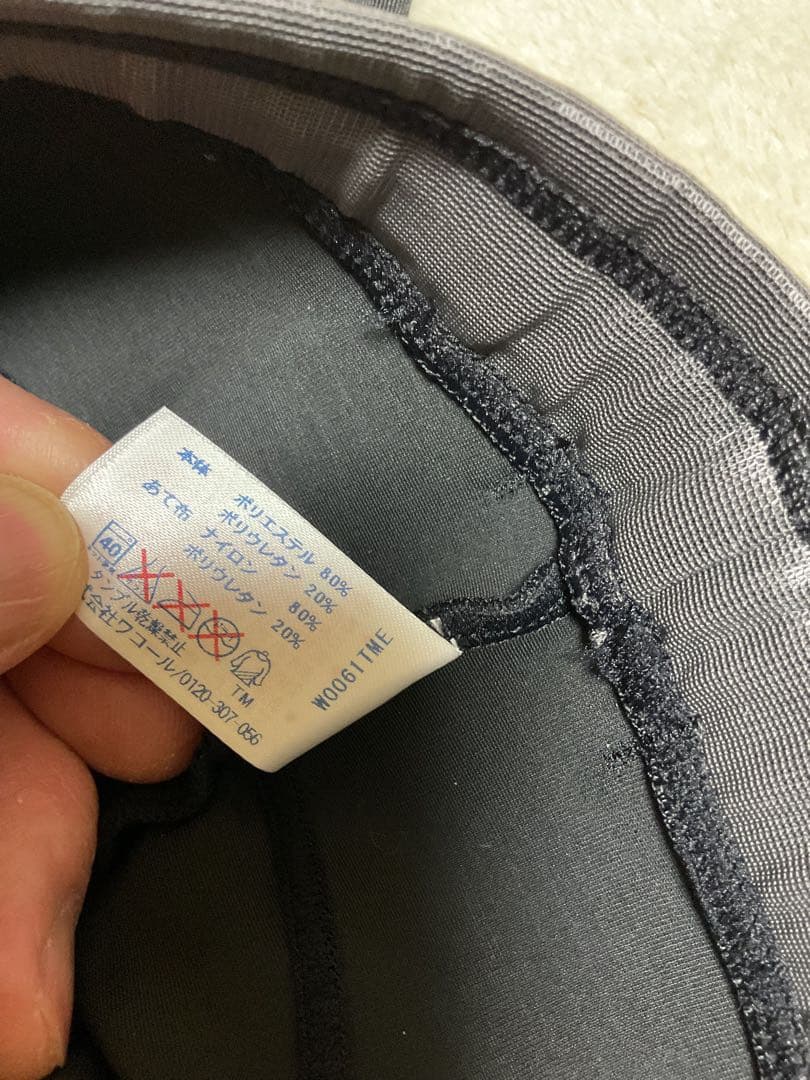 本体 ポリエステル 80%
ポリウレタン 20%
あて布 ナイロン 80%
ポリウレタン 20%
40
タンブル乾燥禁止
会社ワコール/0120-307-056
TM
W0061TME